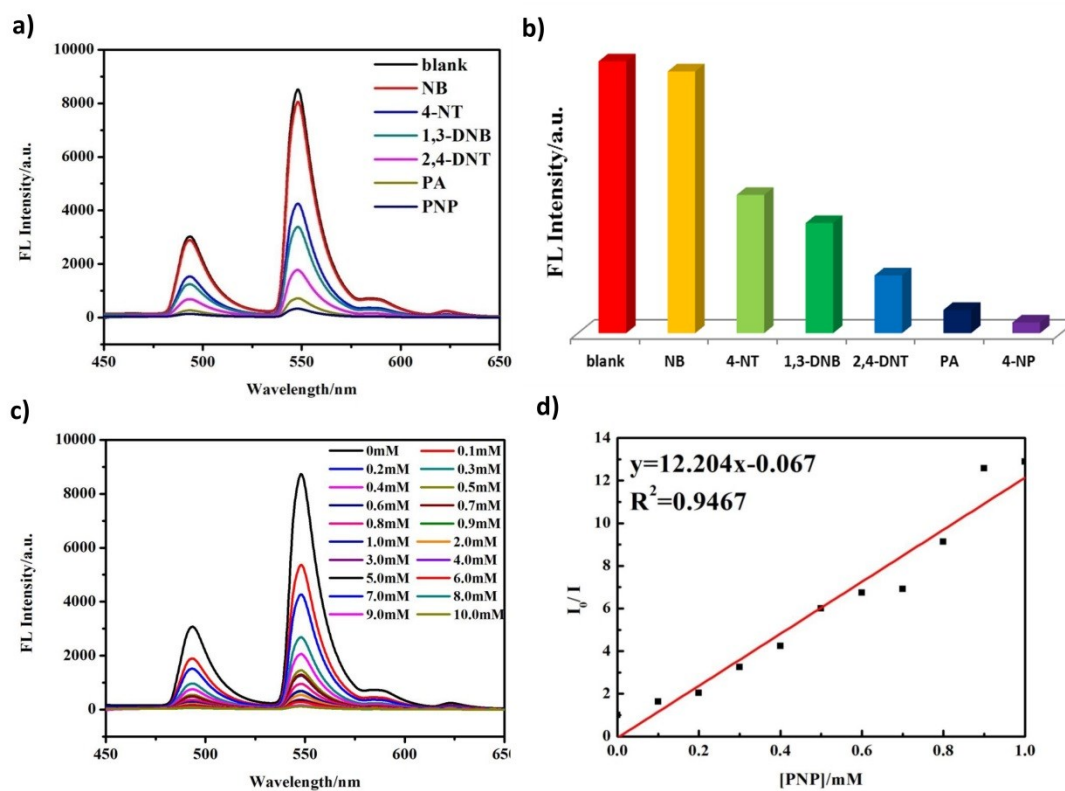 a)
10000
8000
6000
4000
2000
0
FL Intensity/a.u.
blank
NB
4-NT
1,3-DNB
2,4-DNT
PA
PNP
450 500 550 600 650
Wavelength/nm
b)
FL Intensity/a.u.
blank NB 4-NT 1,3-DNB 2,4-DNT PA 4-NP
c)
10000
8000
6000
4000
2000
0
FL Intensity/a.u.
0mM 0.1mM
0.2mM 0.3mM
0.4mM 0.5mM
0.6mM 0.7mM
0.8mM 0.9mM
1.0mM 2.0mM
3.0mM 4.0mM
5.0mM 6.0mM
7.0mM 8.0mM
9.0mM 10.0mM
450 500 550 600 650
Wavelength/nm
d)
14
12
10
8
6
4
2
0
I₀/ I
y=12.204x-0.067
R²=0.9467
0.0 0.2 0.4 0.6 0.8 1.0
[PNP]/mM